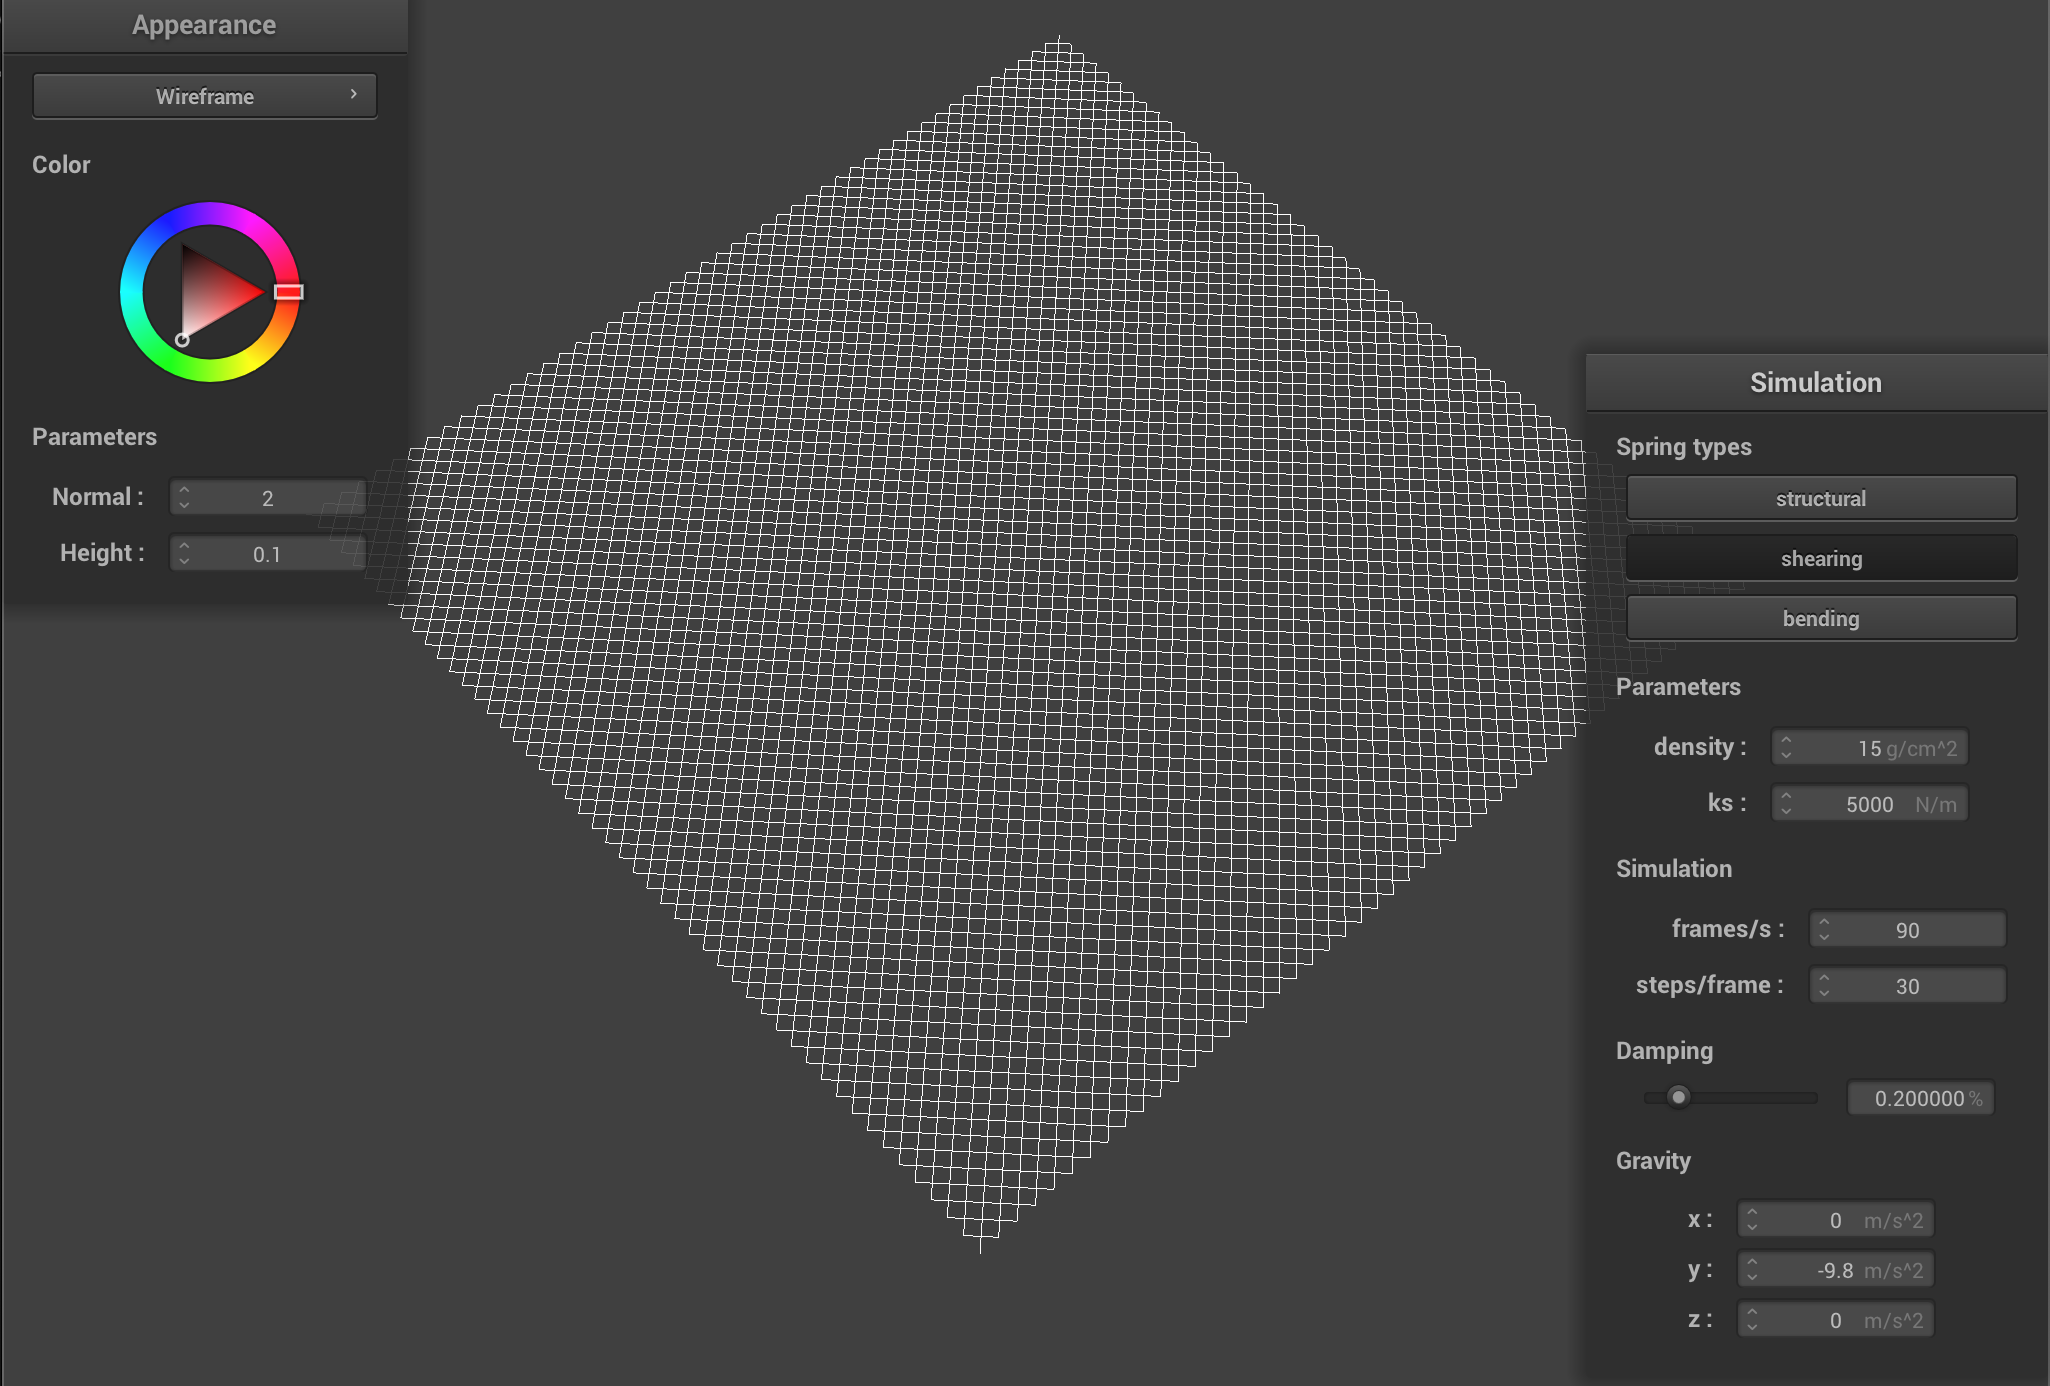 Appearance
Wireframe
Color
Parameters
Normal : 2
Height : 0.1
Simulation
Spring types
structural
shearing
bending
Parameters
density : 15 g/cm^2
ks : 5000 N/m
Simulation
frames/s : 90
steps/frame : 30
Damping
0.200000 %
Gravity
x : 0 m/s^2
y : -9.8 m/s^2
z : 0 m/s^2